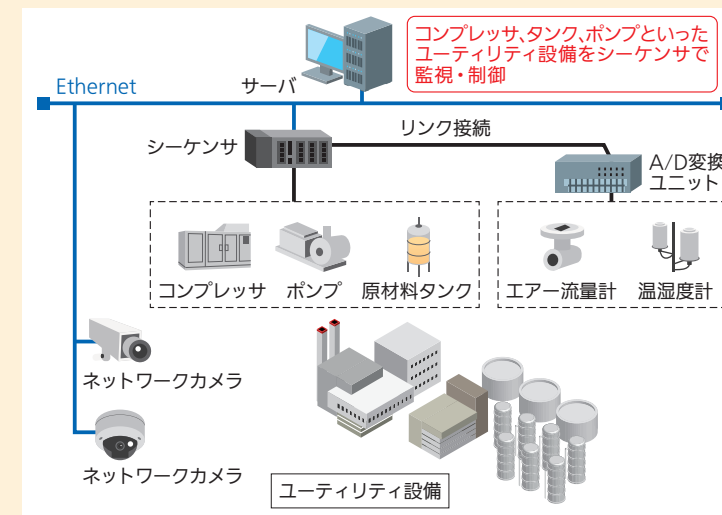 コンプレッサ、タンク、ポンプといった
ユーティリティ設備をシーケンサで
監視・制御
Ethernet
サーバ
シーケンサ
リンク接続
A/D変換
ユニット
コンプレッサ
ポンプ
原材料タンク
エアー流量計
温湿度計
ネットワークカメラ
ネットワークカメラ
ユーティリティ設備